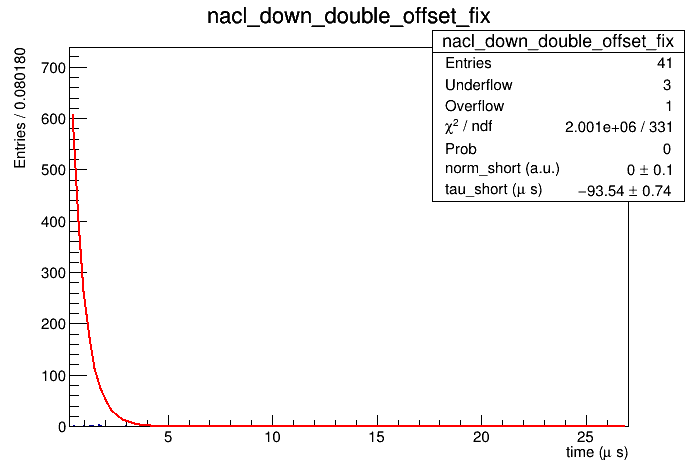 nacl_down_double_offset_fix
nacl_down_double_offset_fix
Entries 41
Underflow 3
Overflow 1
χ² / ndf 2.001e+06 / 331
Prob 0
norm_short (a.u.) 0 ± 0.1
tau_short (μ s) −93.54 ± 0.74
Entries / 0.080180
700
600
500
400
300
200
100
0
5 10 15 20 25
time (μ s)